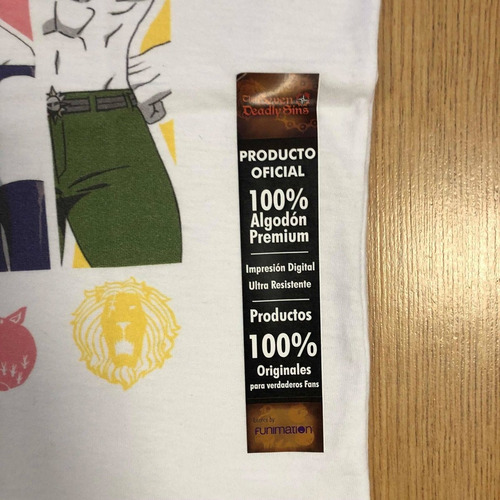 The Seven
Deadly Sins
PRODUCTO
OFICIAL
100%
Algodón
Premium
Impresión Digital
Ultra Resistente
Productos
100%
Originales
para verdaderos Fans
FUNIMATION